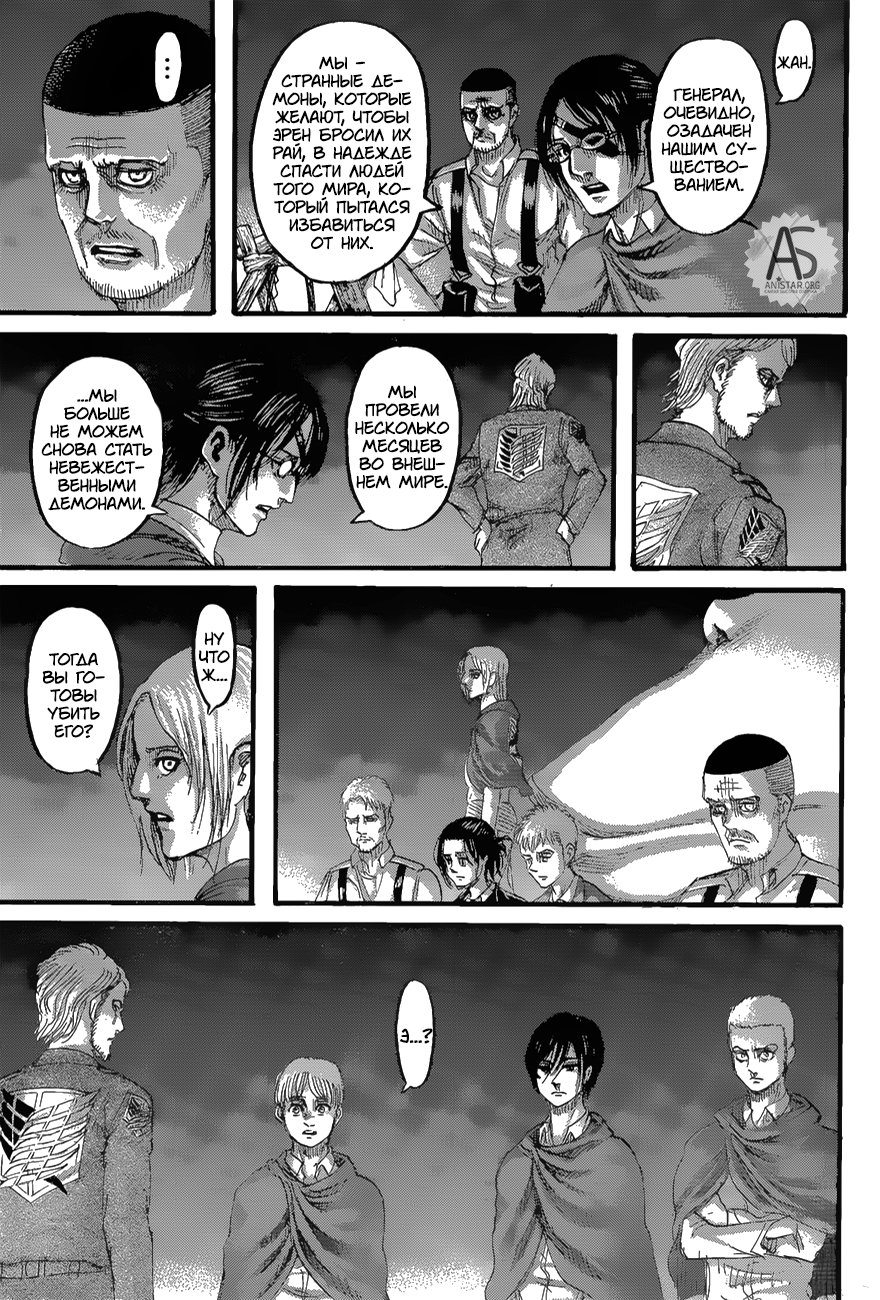 ЖАН.
ГЕНЕРАЛ,
ОЧЕВИДНО,
ОЗАДАЧЕН
НАШИМ СУ-
ЩЕСТВО-
ВАНИЕМ.
МЫ -
СТРАННЫЕ ДЕ-
МОНЫ, КОТОРЫЕ
ЖЕЛАЮТ, ЧТОБЫ
ЭРЕН БРОСИЛ ИХ
РАЙ, В НАДЕЖДЕ
СПАСТИ ЛЮДЕЙ
ТОГО МИРА, КО-
ТОРЫЙ ПЫТАЛСЯ
ИЗБАВИТЬСЯ
ОТ НИХ.
...
AS
ANISTAR.ORG
МЫ
ПРОВЕЛИ
НЕСКОЛЬКО
МЕСЯЦЕВ
ВО ВНЕШ-
НЕМ МИРЕ.
...МЫ
БОЛЬШЕ
НЕ МОЖЕМ
СНОВА СТАТЬ
НЕВЕЖЕСТ-
ВЕННЫМИ
ДЕМОНАМИ.
НУ
ЧТО
Ж...
ТОГДА
ВЫ ГО-
ТОВЫ
УБИТЬ
ЕГО?
Э...?